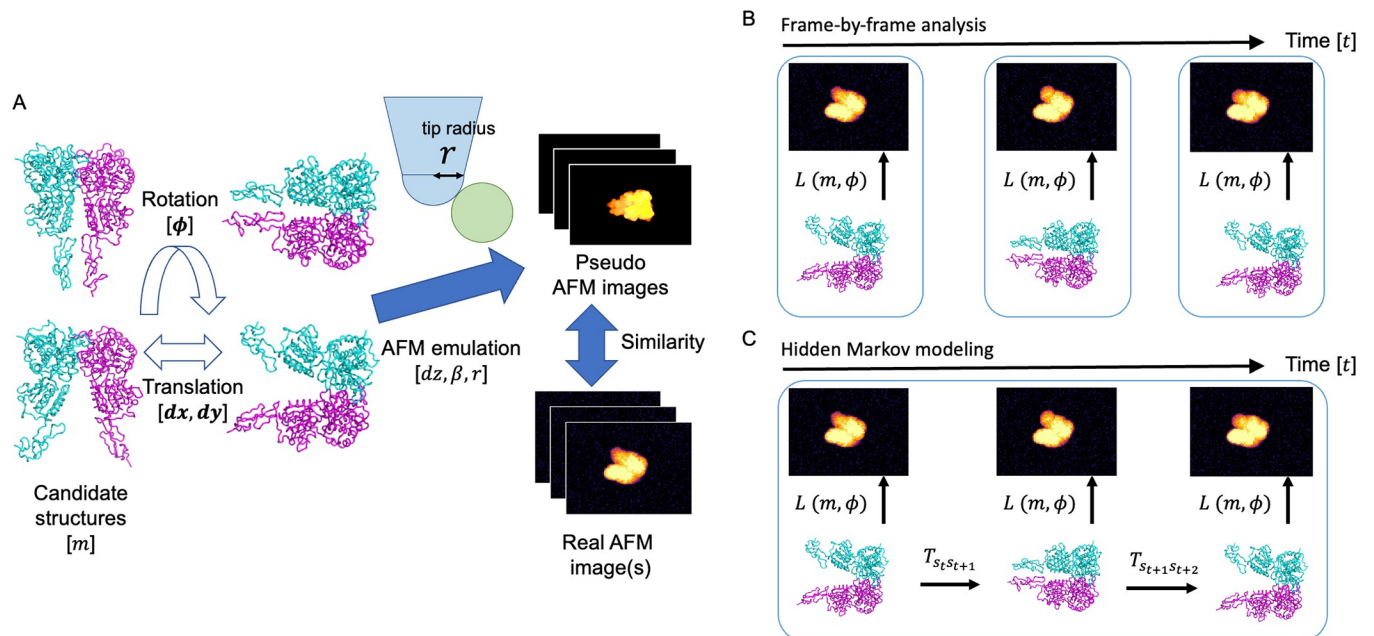 A
Rotation
[ϕ]
Translation
[dx, dy]
Candidate
structures
[m]
tip radius
r
AFM emulation
[dz, β, r]
Pseudo
AFM images
Similarity
Real AFM
image(s)
B
Frame-by-frame analysis
Time [t]
L (m, ϕ)
L (m, ϕ)
L (m, ϕ)
C
Hidden Markov modeling
Time [t]
L (m, ϕ)
L (m, ϕ)
L (m, ϕ)
T_{s_t s_{t+1}}
T_{s_{t+1} s_{t+2}}